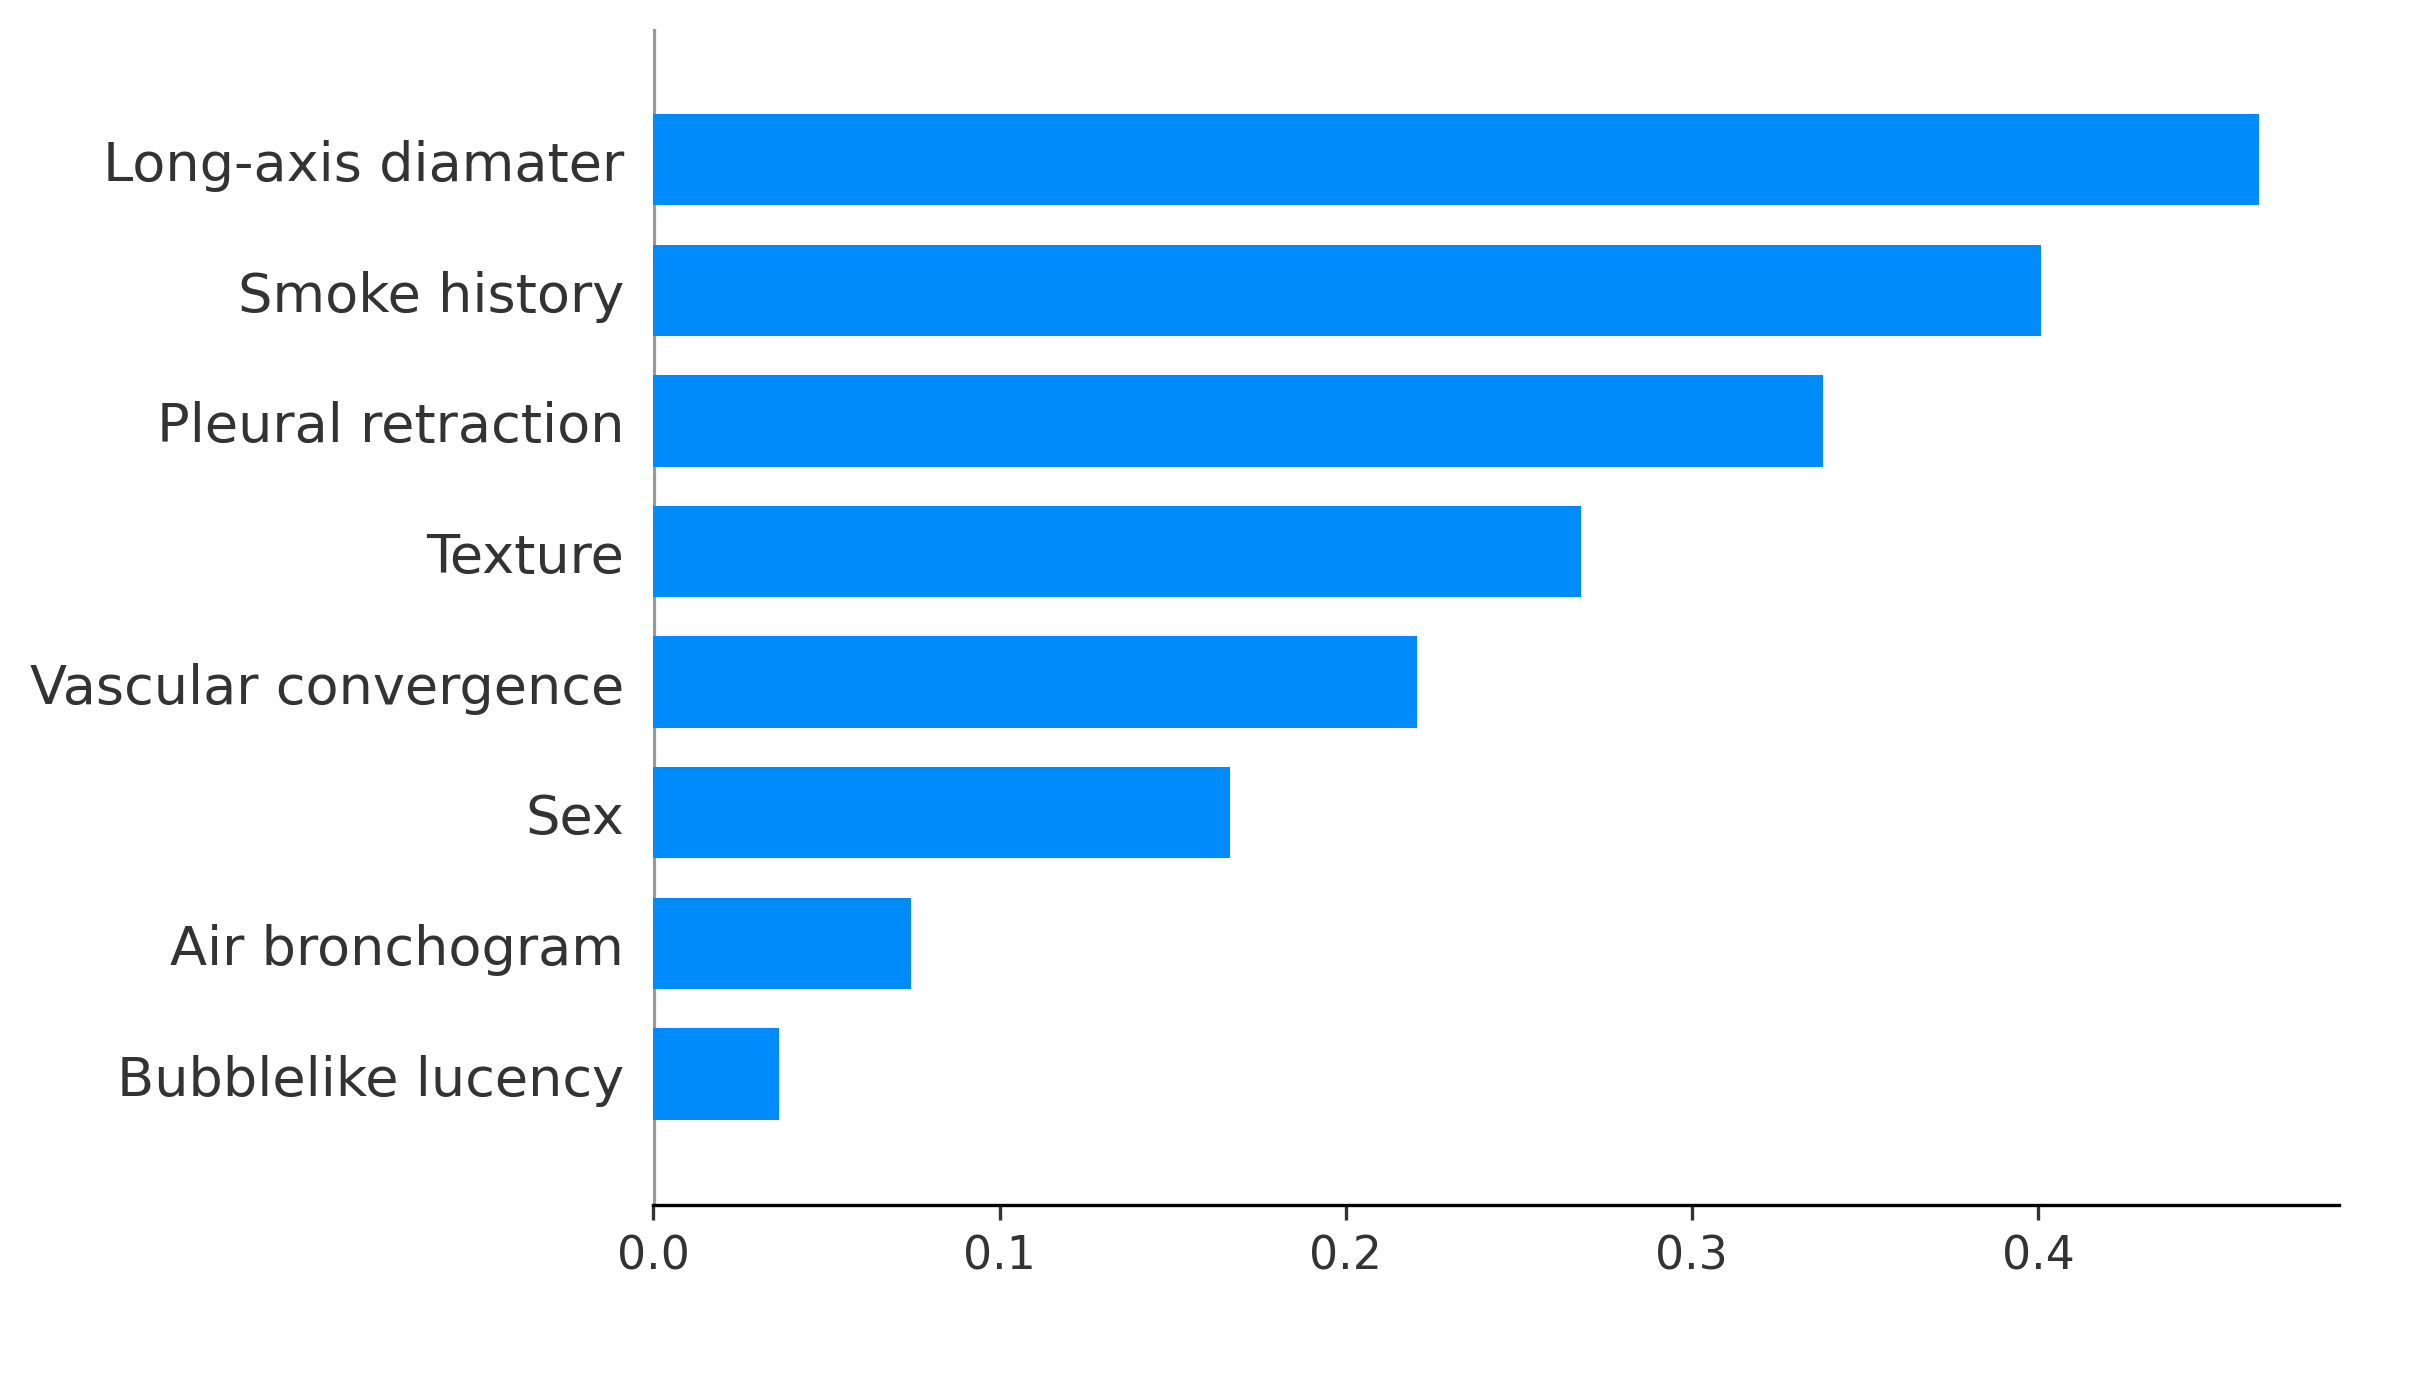 Long-axis diamater
Smoke history
Pleural retraction
Texture
Vascular convergence
Sex
Air bronchogram
Bubblelike lucency
0.0 0.1 0.2 0.3 0.4